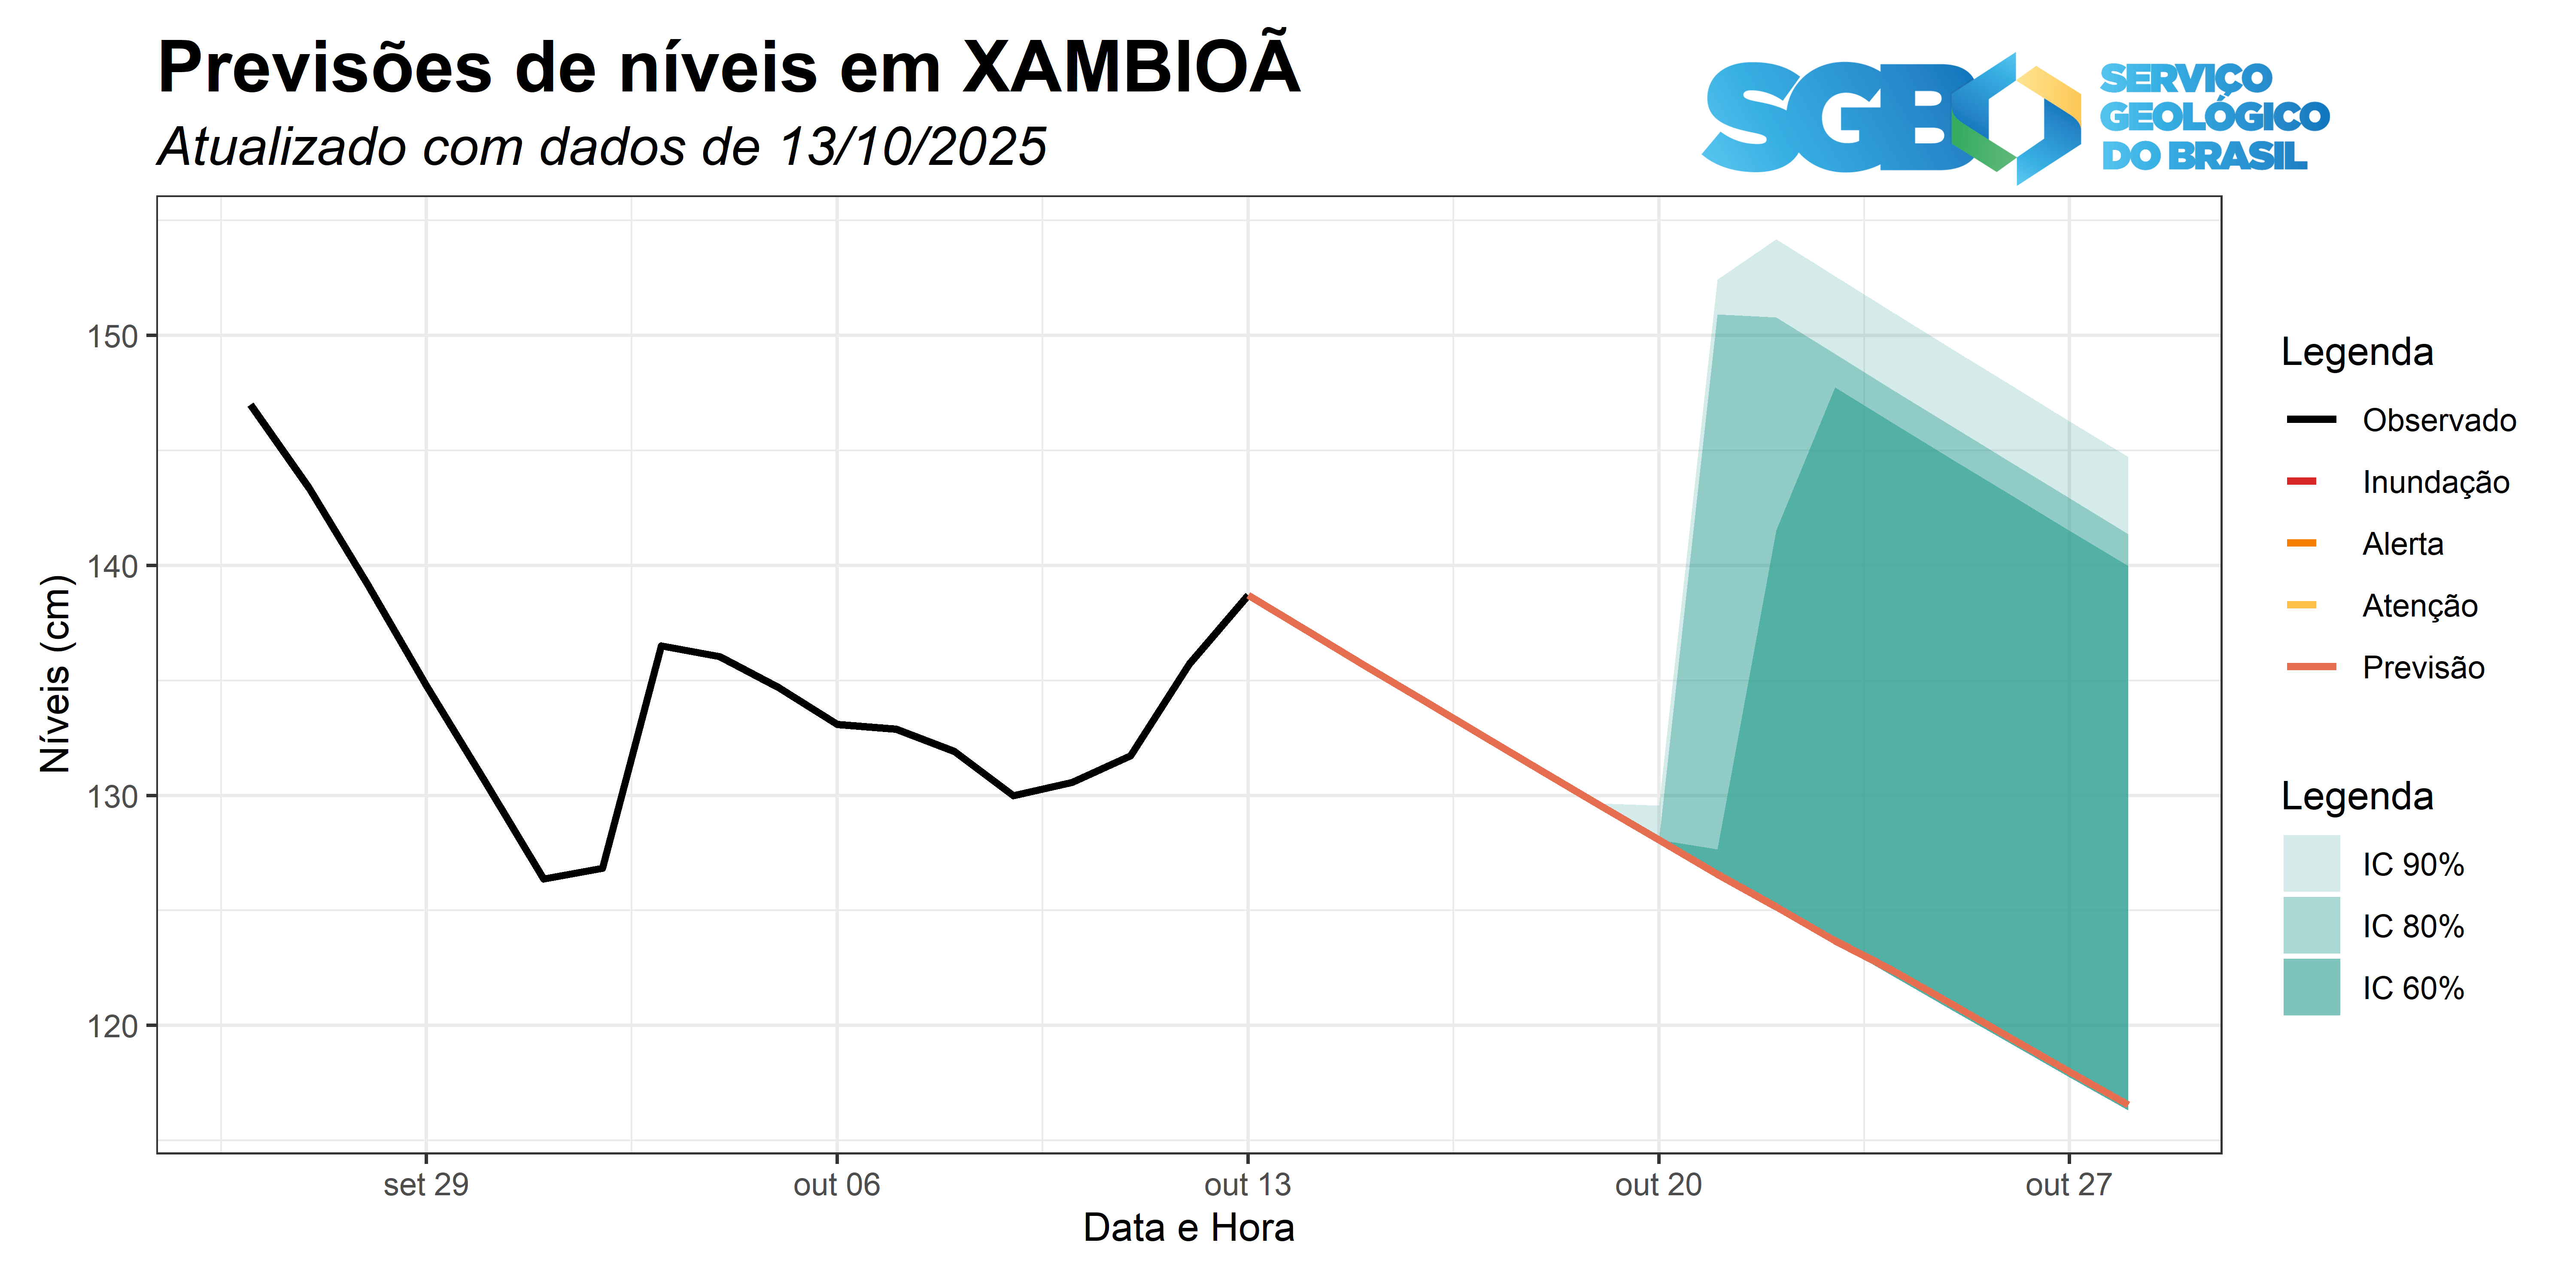 Previsões de níveis em XAMBIOÃ
Atualizado com dados de 13/10/2025
SGB
SERVIÇO
GEOLÓGICO
DO BRASIL
Níveis (cm)
150
140
130
120
set 29
out 06
out 13
out 20
out 27
Data e Hora
Legenda
Observado
Inundação
Alerta
Atenção
Previsão
Legenda
IC 90%
IC 80%
IC 60%